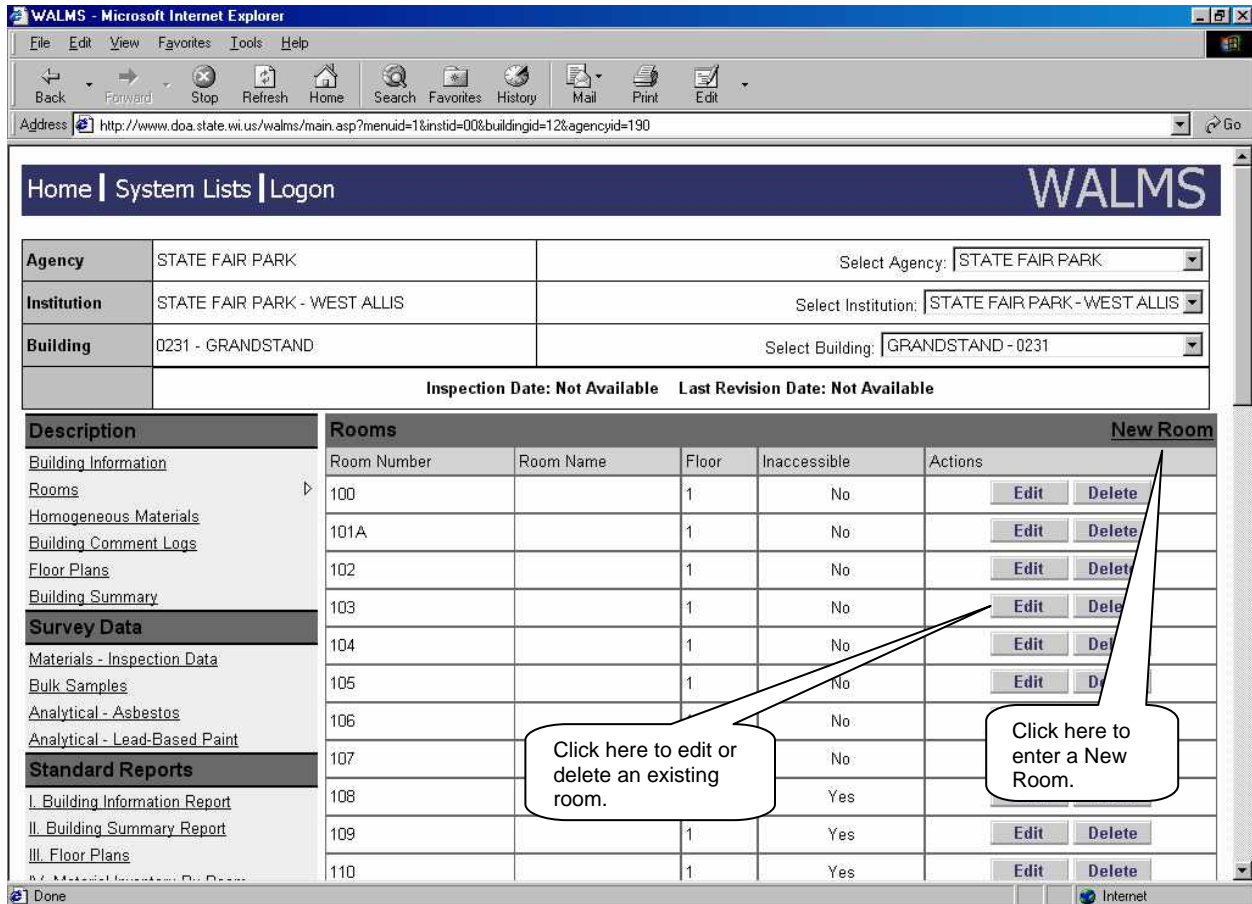 WALMS - Microsoft Internet Explorer
File Edit View Favorites Tools Help
Back Forward Stop Refresh Home Search Favorites History Mail Print Edit
Address http://www.doa.state.wi.us/walms/main.asp?menuid=1&instid=00&buildingid=12&agencyid=190 Go
Home System Lists Logon WALMS
Agency STATE FAIR PARK Select Agency: STATE FAIR PARK
Institution STATE FAIR PARK - WEST ALLIS Select Institution: STATE FAIR PARK - WEST ALLIS
Building 0231 - GRANDSTAND Select Building: GRANDSTAND - 0231
Inspection Date: Not Available Last Revision Date: Not Available
Description
Building Information
Rooms
Homogeneous Materials
Building Comment Logs
Floor Plans
Building Summary
Survey Data
Materials - Inspection Data
Bulk Samples
Analytical - Asbestos
Analytical - Lead-Based Paint
Standard Reports
I. Building Information Report
II. Building Summary Report
III. Floor Plans
Rooms New Room
Room Number Room Name Floor Inaccessible Actions
100 1 No Edit Delete
101A 1 No Edit Delete
102 1 No Edit Delete
103 1 No Edit
104 1 No Edit
105 1 No Edit
106 No
107 No
108 Yes
109 1 Yes Edit Delete
110 1 Yes Edit Delete
Click here to edit or
delete an existing
room.
Click here to
enter a New
Room.
Done Internet